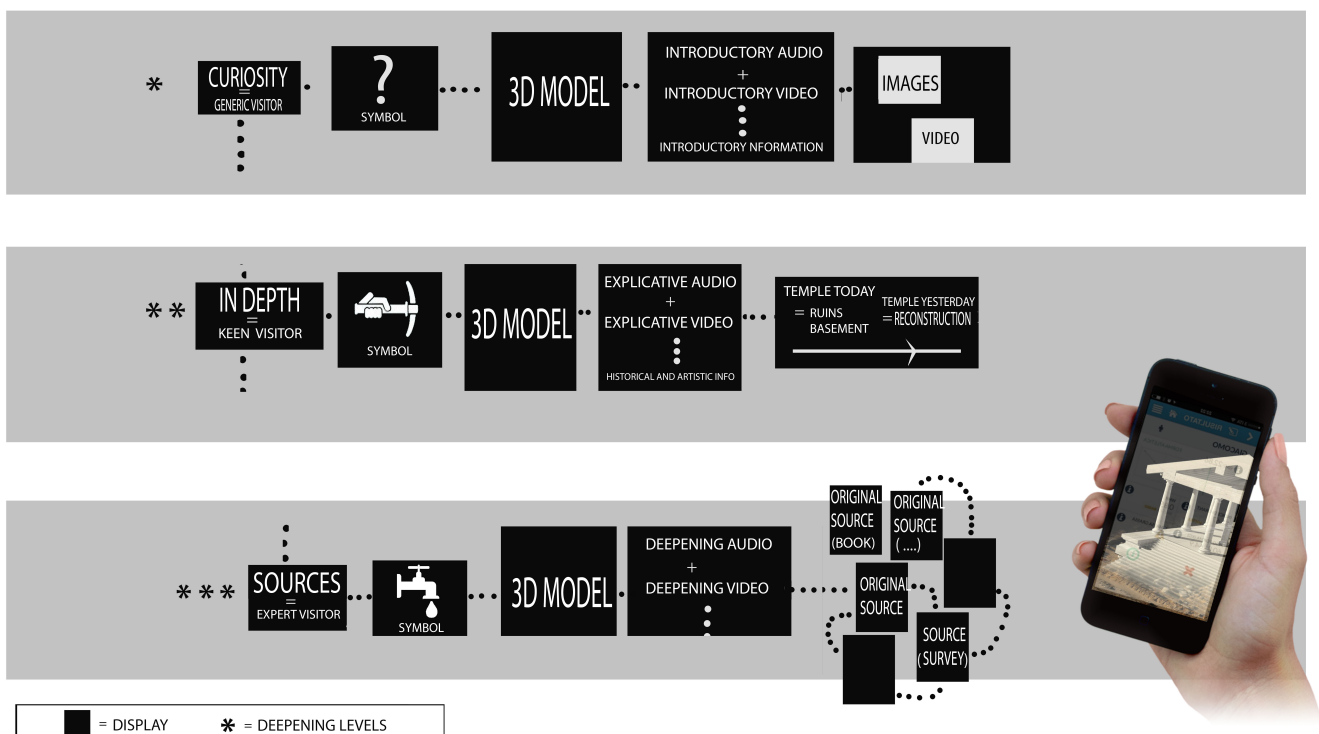 *
CURIOSITY
=
GENERIC VISITOR
?
SYMBOL
3D MODEL
INTRODUCTORY AUDIO
+
INTRODUCTORY VIDEO
INTRODUCTORY NFORMATION
IMAGES
VIDEO
* *
IN DEPTH
=
KEEN VISITOR
SYMBOL
3D MODEL
EXPLICATIVE AUDIO
+
EXPLICATIVE VIDEO
HISTORICAL AND ARTISTIC INFO
TEMPLE TODAY
= RUINS
BASEMENT
TEMPLE YESTERDAY
= RECONSTRUCTION
* * *
SOURCES
=
EXPERT VISITOR
SYMBOL
3D MODEL
DEEPENING AUDIO
+
DEEPENING VIDEO
ORIGINAL
SOURCE
(BOOK)
ORIGINAL
SOURCE
( ....)
ORIGINAL
SOURCE
SOURCE
( SURVEY)
RISULTATO
GIACOMO
= DISPLAY
* = DEEPENING LEVELS